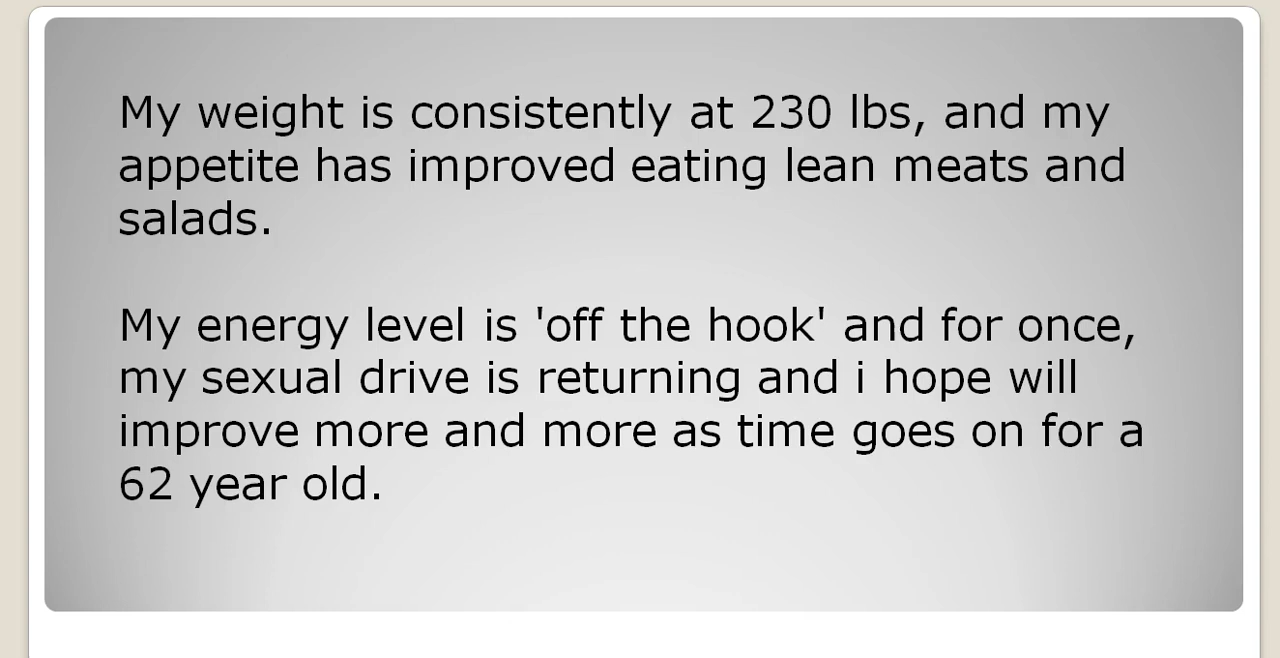 My weight is consistently at 230 lbs, and my
appetite has improved eating lean meats and
salads.
My energy level is 'off the hook' and for once,
my sexual drive is returning and i hope will
improve more and more as time goes on for a
62 year old.